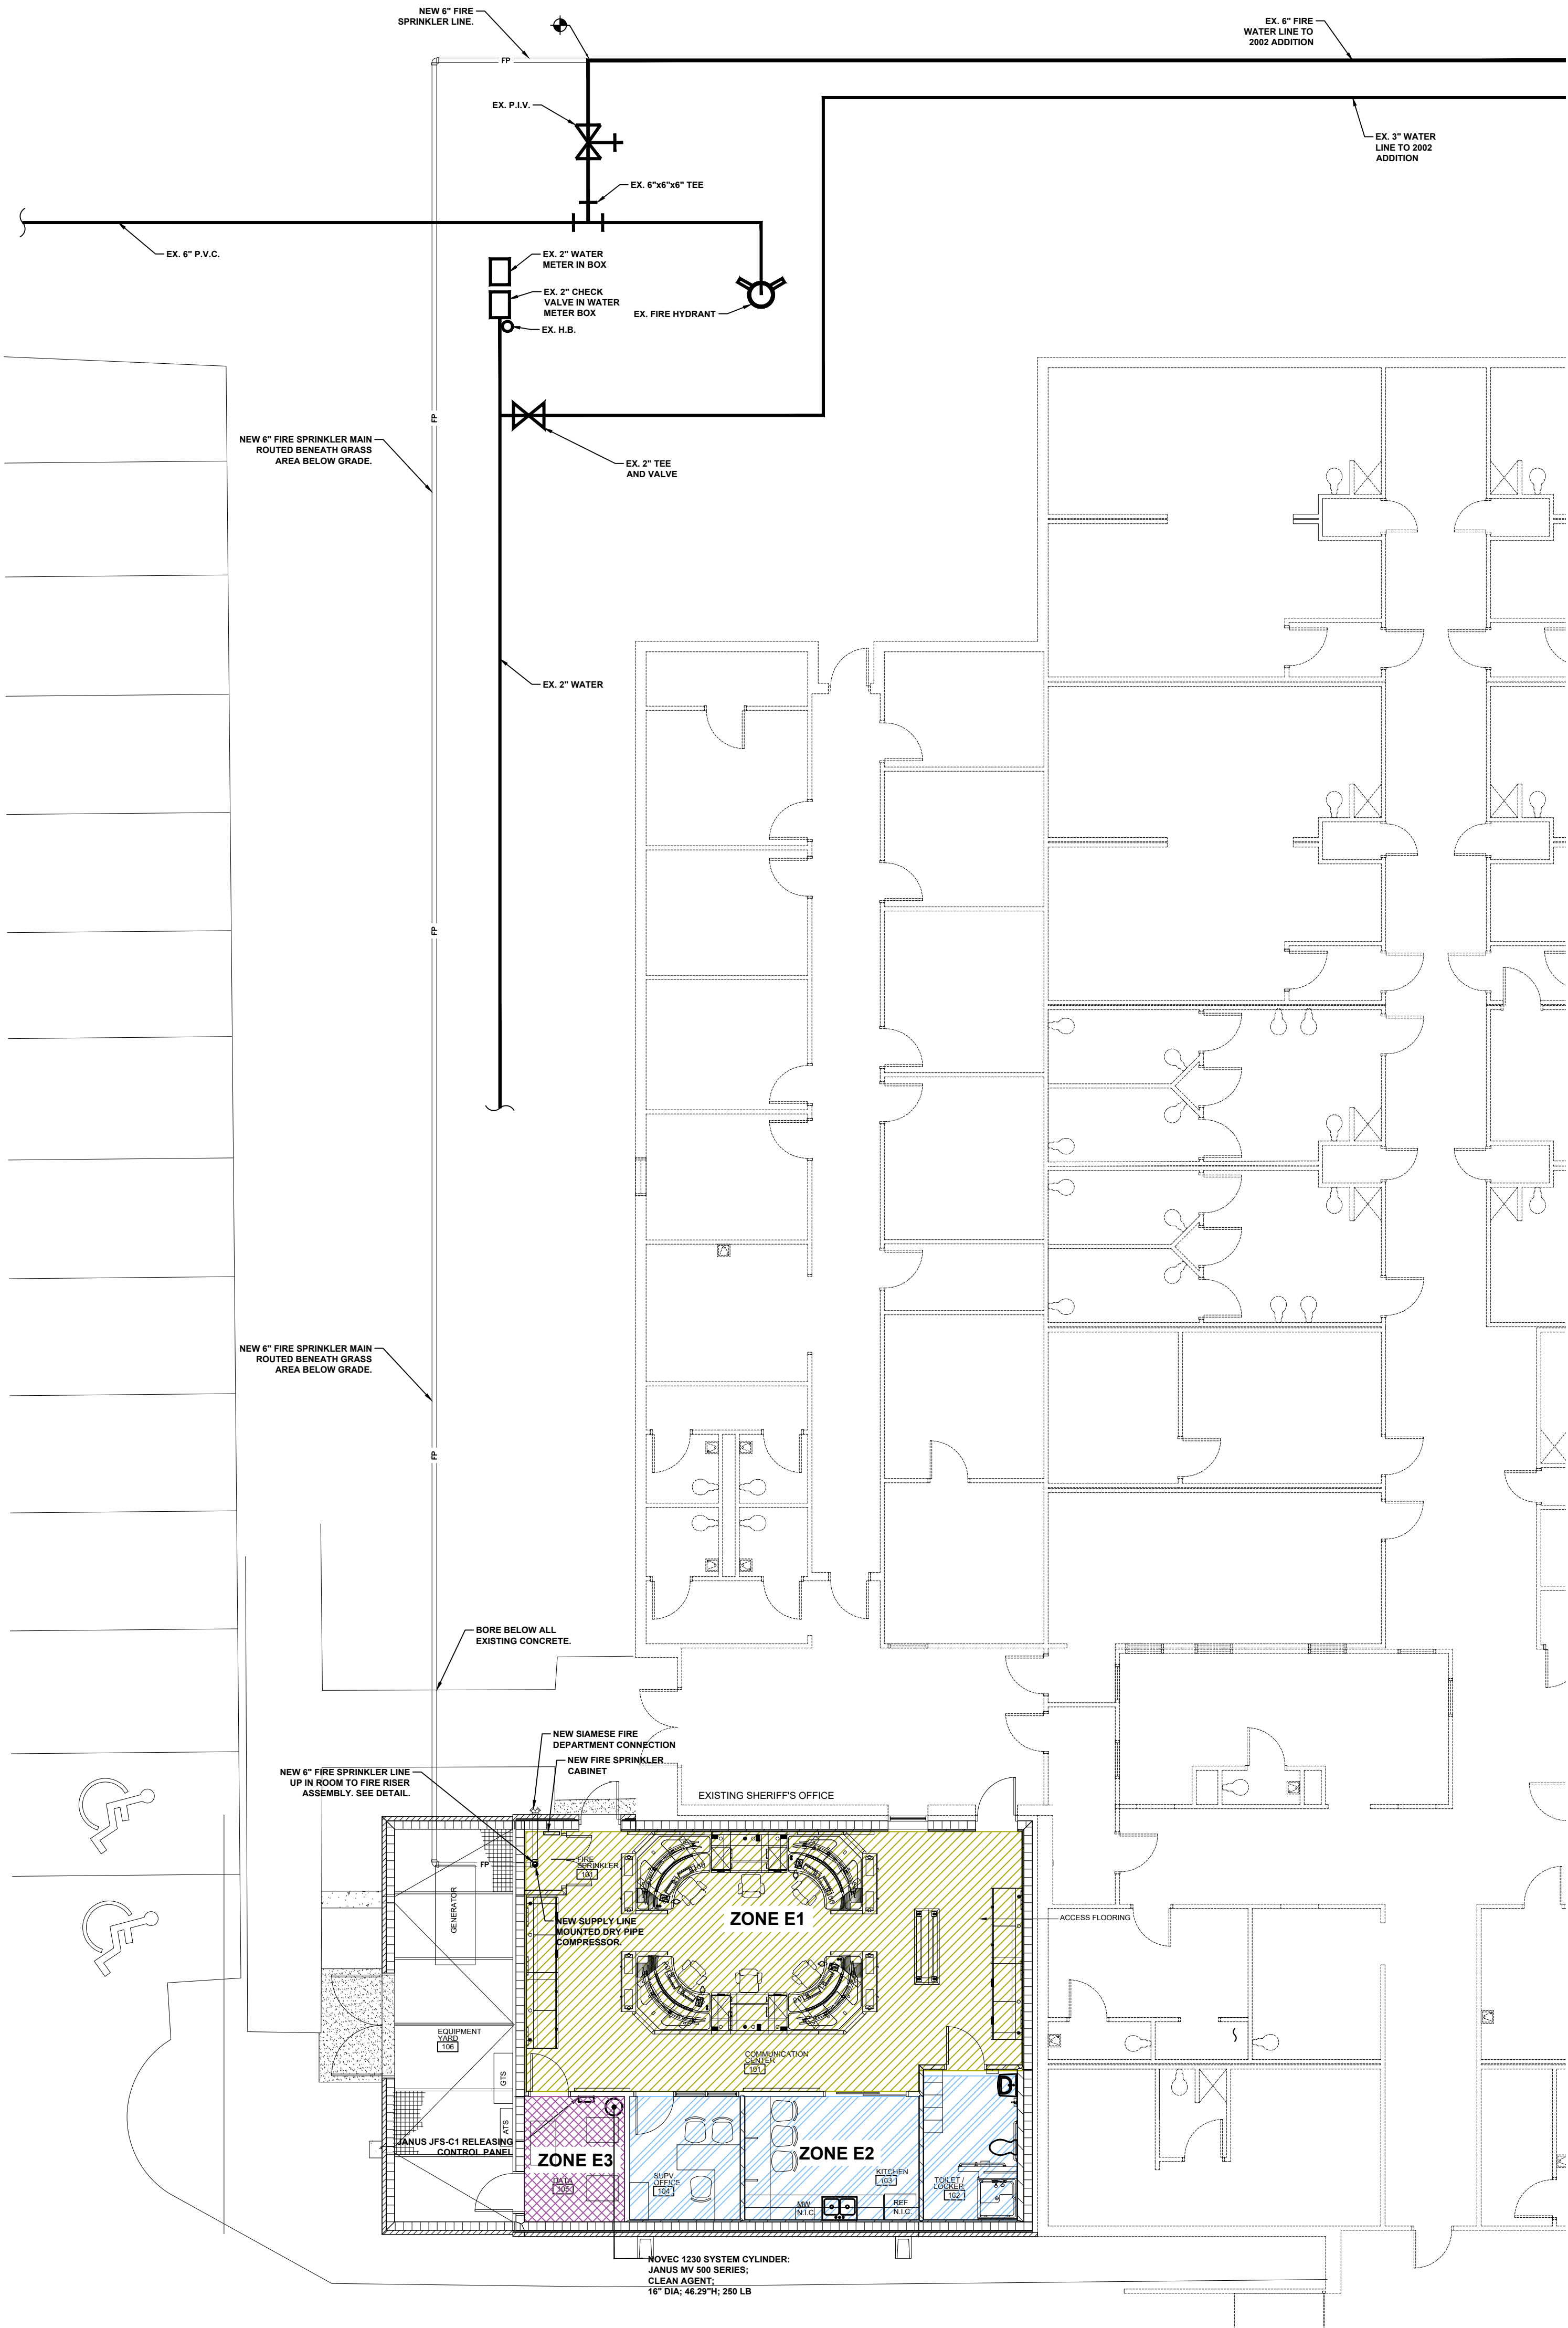 NEW 6" FIRE
SPRINKLER LINE.
EX. 6" FIRE
WATER LINE TO
2002 ADDITION
FP
EX. P.I.V.
EX. 3" WATER
LINE TO 2002
ADDITION
EX. 6"x6"x6" TEE
EX. 6" P.V.C.
EX. 2" WATER
METER IN BOX
EX. 2" CHECK
VALVE IN WATER
METER BOX
EX. FIRE HYDRANT
EX. H.B.
FP
NEW 6" FIRE SPRINKLER MAIN
ROUTED BENEATH GRASS
AREA BELOW GRADE.
EX. 2" TEE
AND VALVE
EX. 2" WATER
FP
NEW 6" FIRE SPRINKLER MAIN
ROUTED BENEATH GRASS
AREA BELOW GRADE.
FP
BORE BELOW ALL
EXISTING CONCRETE.
NEW SIAMESE FIRE
DEPARTMENT CONNECTION
NEW FIRE SPRINKLER
CABINET
NEW 6" FIRE SPRINKLER LINE
UP IN ROOM TO FIRE RISER
ASSEMBLY. SEE DETAIL.
EXISTING SHERIFF'S OFFICE
FP
FIRE
SPRINKLER
101
GENERATOR
NEW SUPPLY LINE
MOUNTED DRY PIPE
COMPRESSOR.
ZONE E1
ACCESS FLOORING
EQUIPMENT
YARD
106
COMMUNICATION
CENTER
101
GTS
ATS
JANUS JFS-C1 RELEASING
CONTROL PANEL
ZONE E3
DATA
105
SUPV.
OFFICE
104
ZONE E2
KITCHEN
103
TOILET /
LOCKER
102
MW
N.I.C.
REF
N.I.C.
NOVEC 1230 SYSTEM CYLINDER:
JANUS MV 500 SERIES;
CLEAN AGENT;
16" DIA; 46.29"H; 250 LB